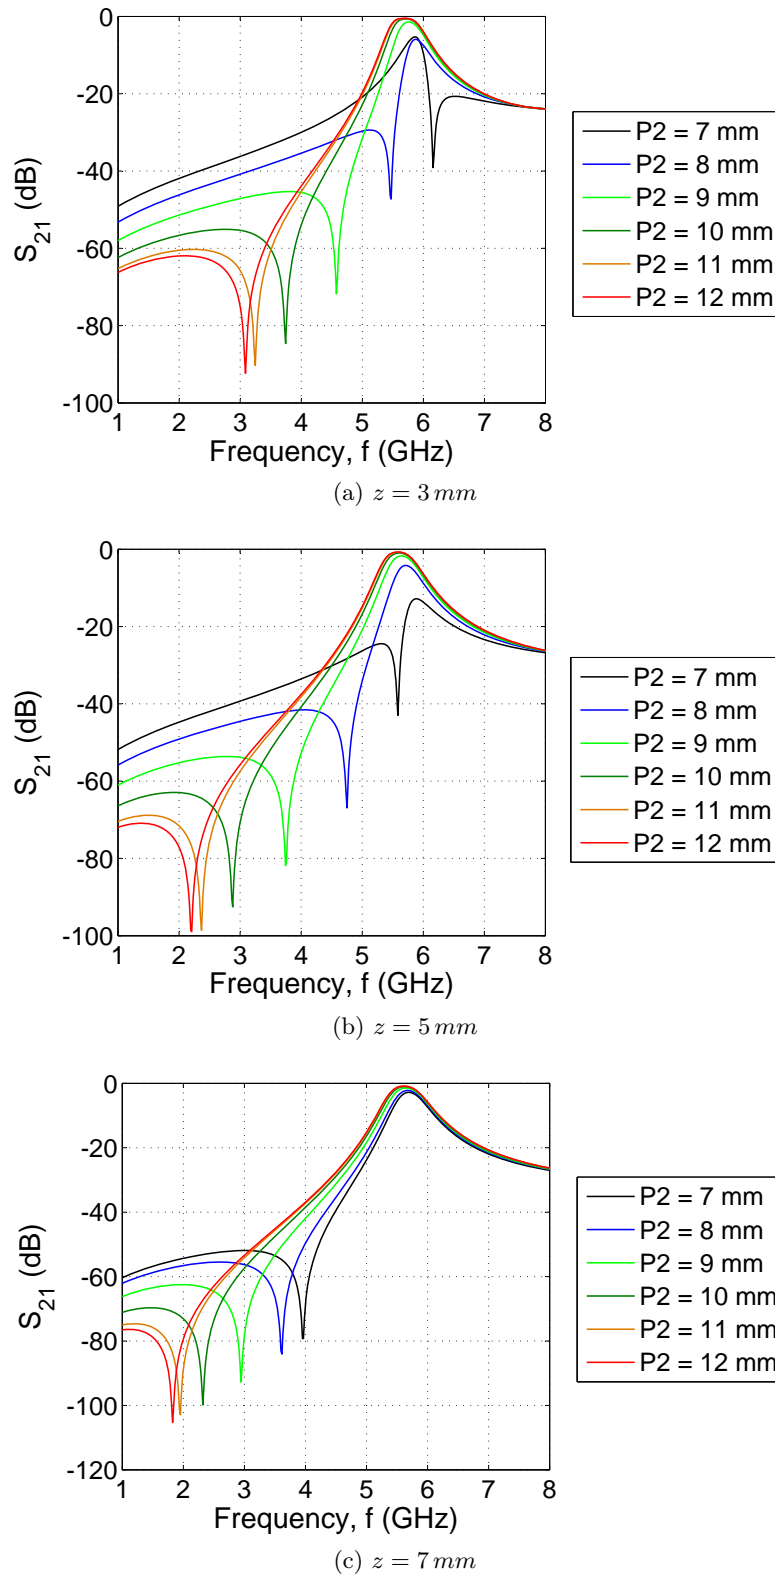 0
-20
-40
-60
-80
-100
S21 (dB)
1 2 3 4 5 6 7 8
Frequency, f (GHz)
P2 = 7 mm
P2 = 8 mm
P2 = 9 mm
P2 = 10 mm
P2 = 11 mm
P2 = 12 mm
(a) z = 3 mm
0
-20
-40
-60
-80
-100
S21 (dB)
1 2 3 4 5 6 7 8
Frequency, f (GHz)
P2 = 7 mm
P2 = 8 mm
P2 = 9 mm
P2 = 10 mm
P2 = 11 mm
P2 = 12 mm
(b) z = 5 mm
0
-20
-40
-60
-80
-100
-120
S21 (dB)
1 2 3 4 5 6 7 8
Frequency, f (GHz)
P2 = 7 mm
P2 = 8 mm
P2 = 9 mm
P2 = 10 mm
P2 = 11 mm
P2 = 12 mm
(c) z = 7 mm